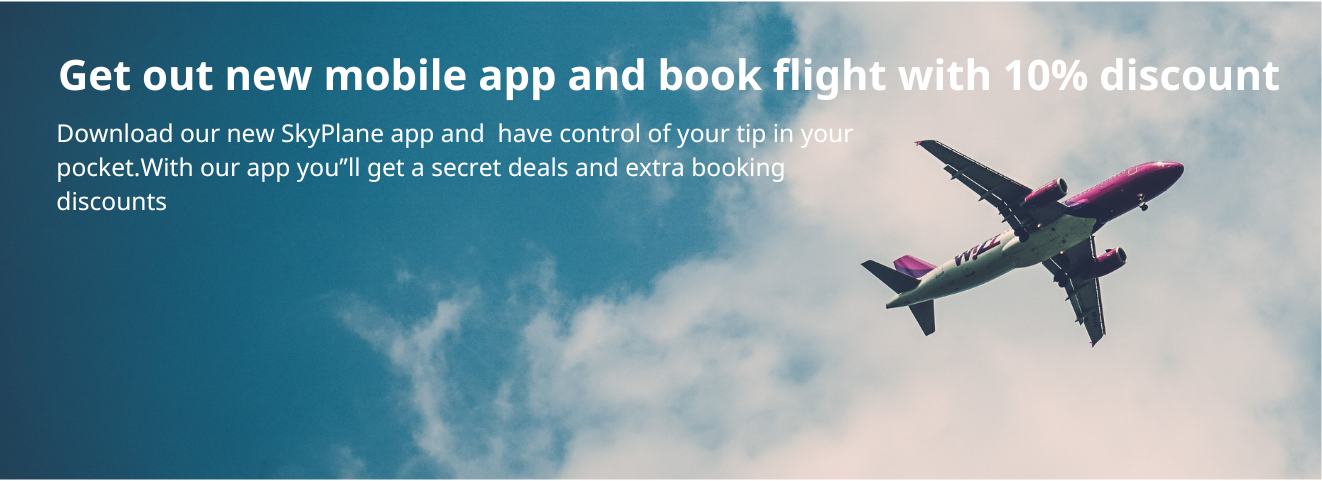 Get out new mobile app and book flight with 10% discount
Download our new SkyPlane app and  have control of your tip in your
pocket.With our app you”ll get a secret deals and extra booking
discounts
WIZZ